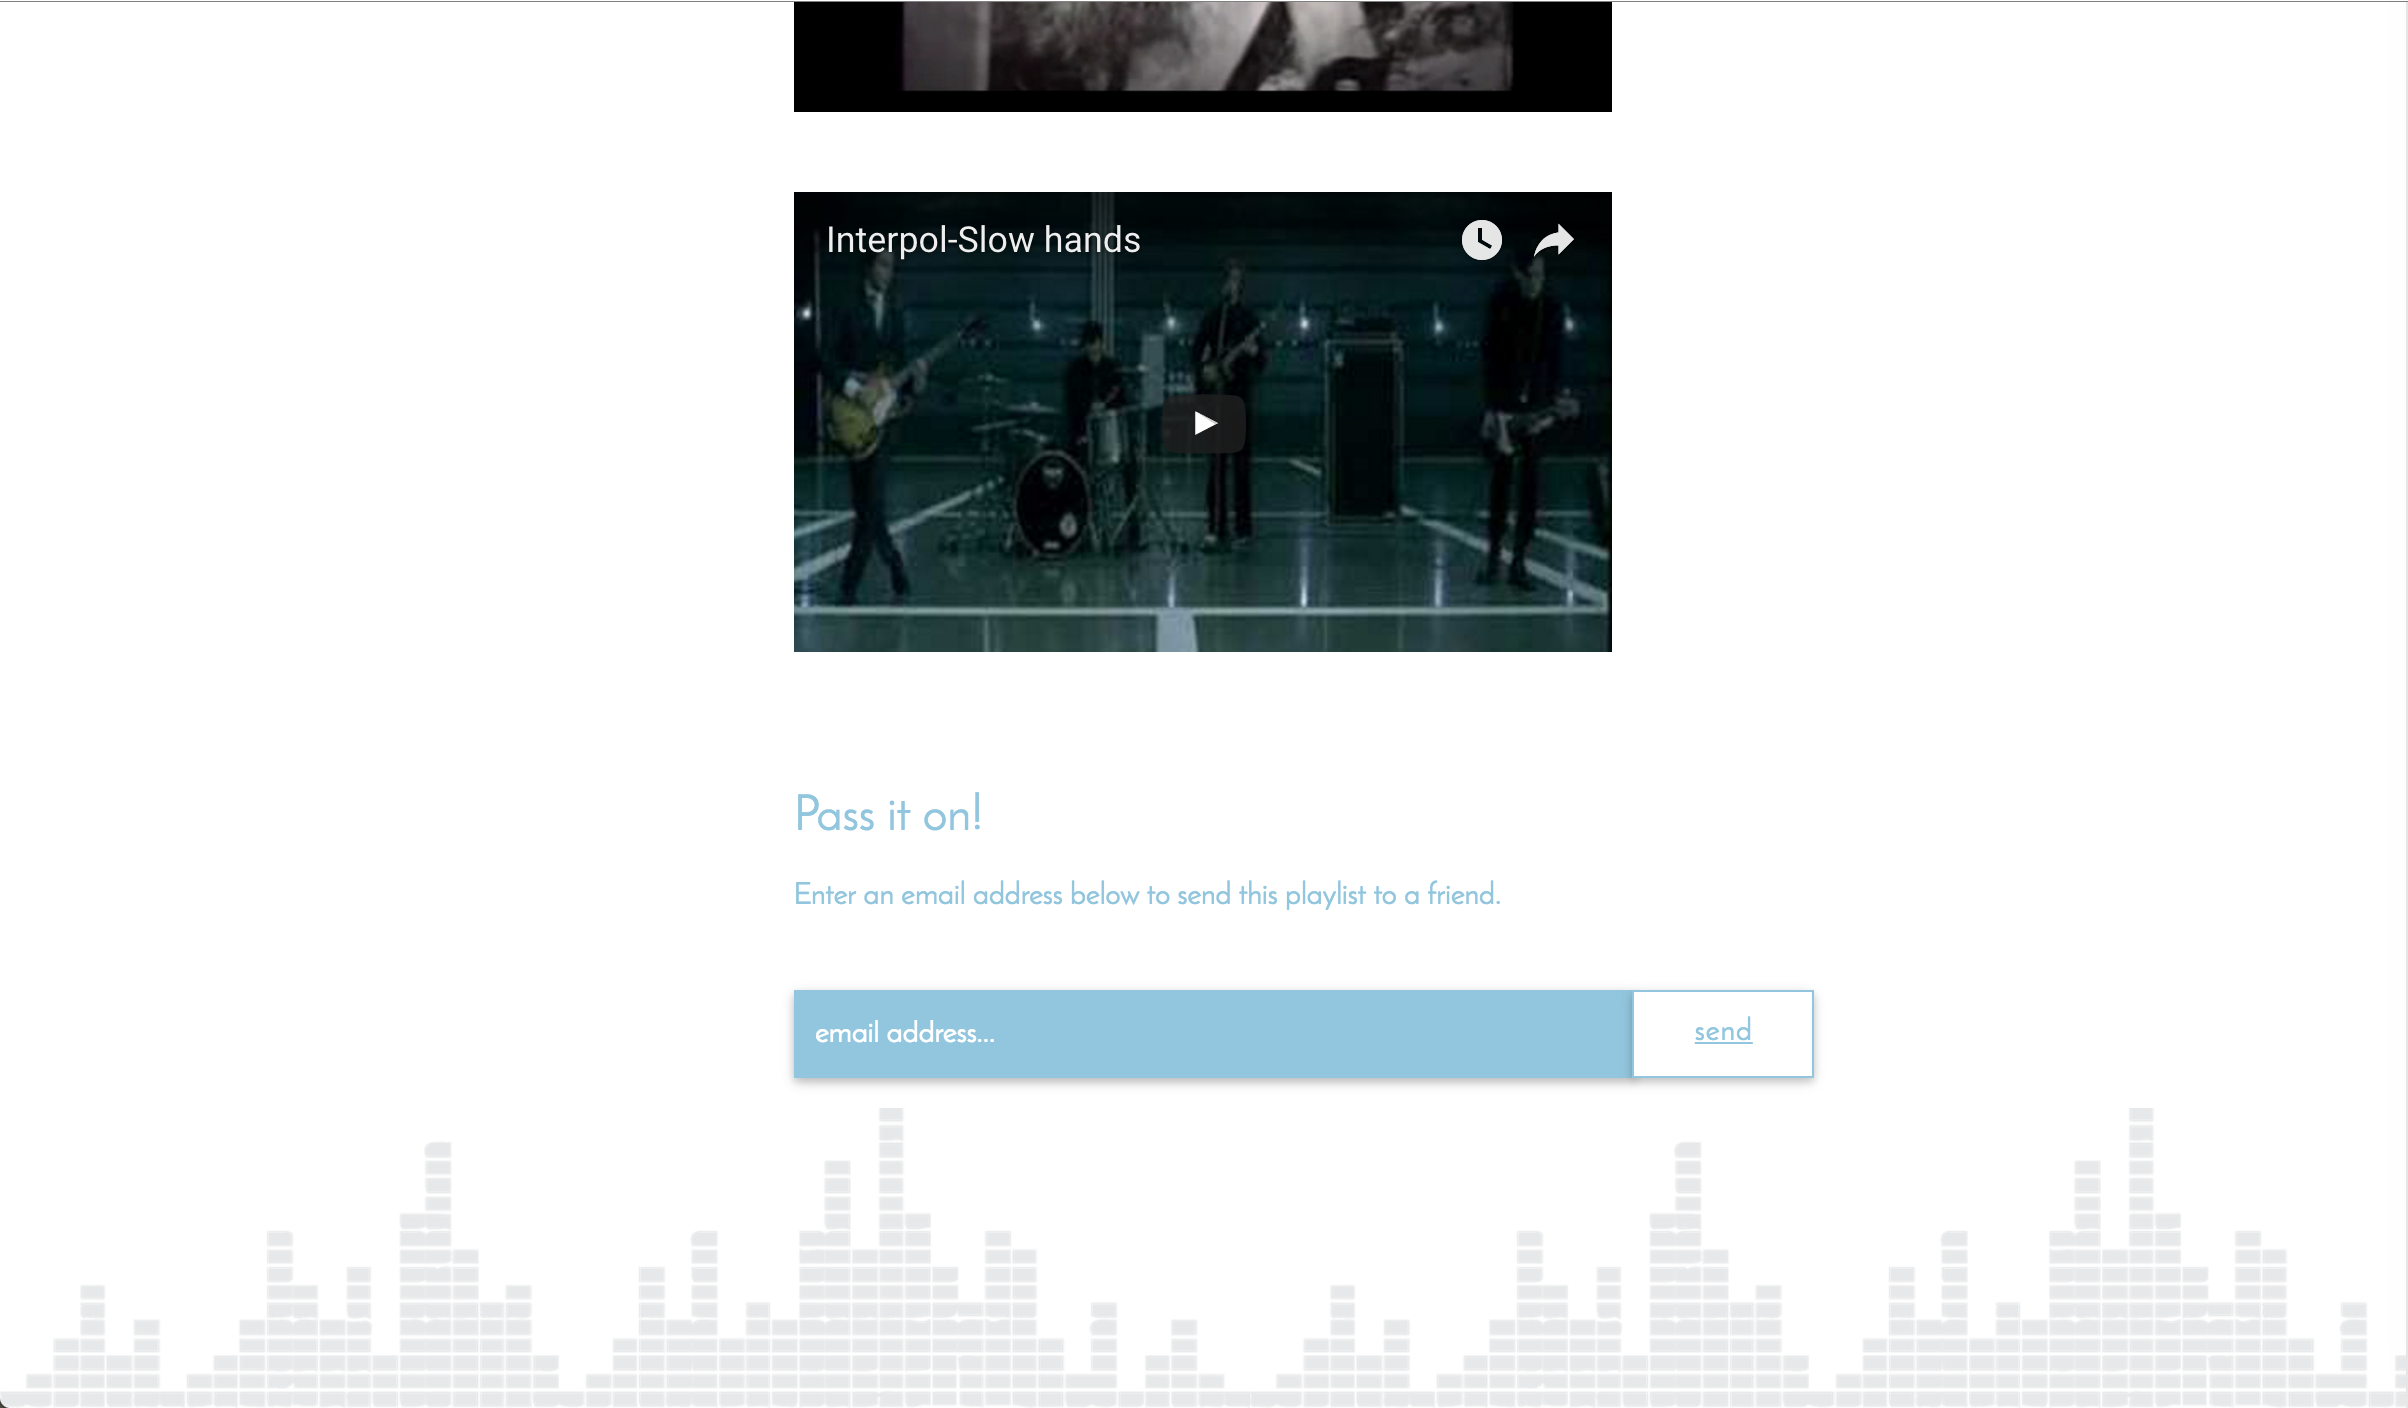 Interpol-Slow hands
Pass it on!
Enter an email address below to send this playlist to a friend.
email address...
send